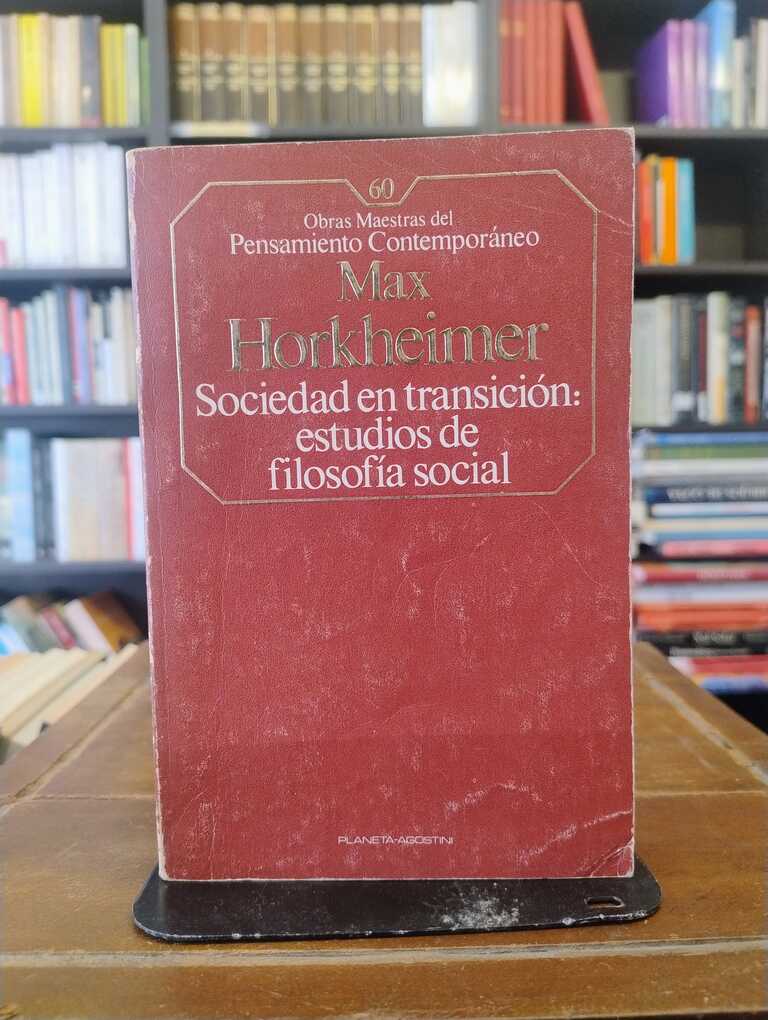 60
Obras Maestras del
Pensamiento Contemporáneo
Max
Horkheimer
Sociedad en transición:
estudios de
filosofía social
PLANETA-AGOSTINI